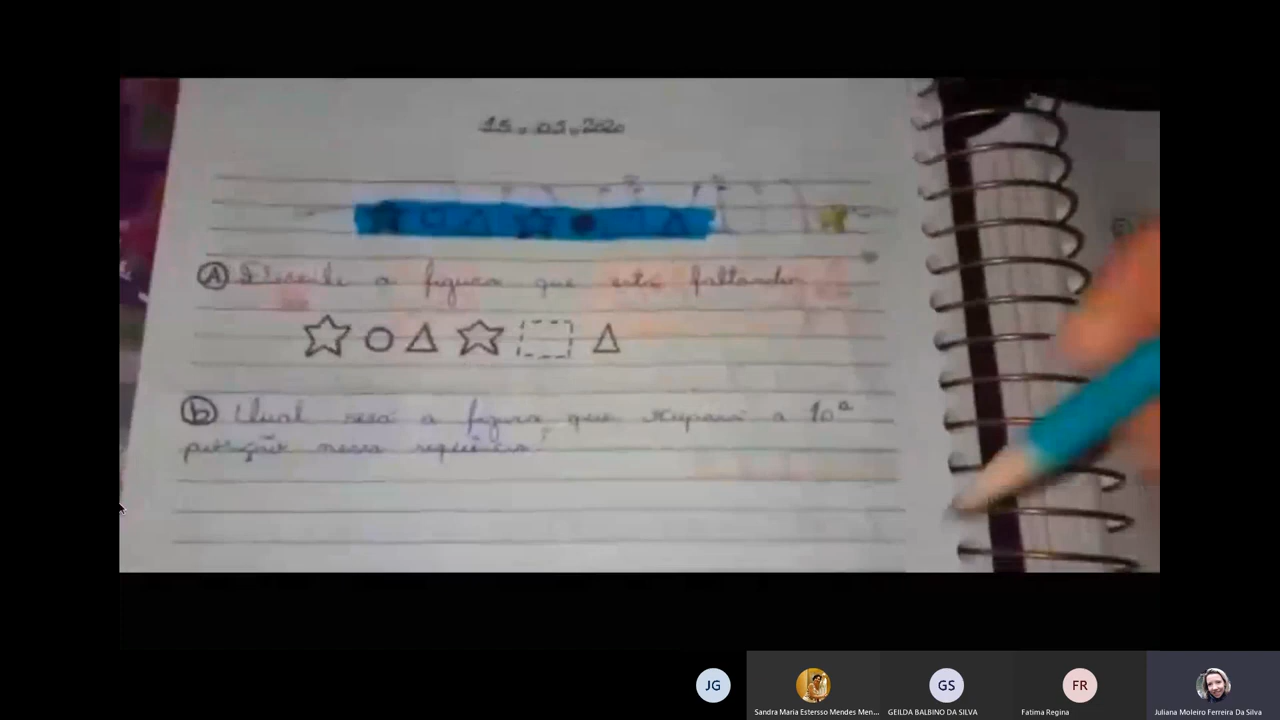 15.05.2020
A Desenhe a figura que está faltando
b Qual será a figura que ocupará a 10ª
posição nessa sequência?
JG
GS
FR
Sandra Maria Estersso Mendes Men...
GEILDA BALBINO DA SILVA
Fatima Regina
Juliana Moleiro Ferreira Da Silva